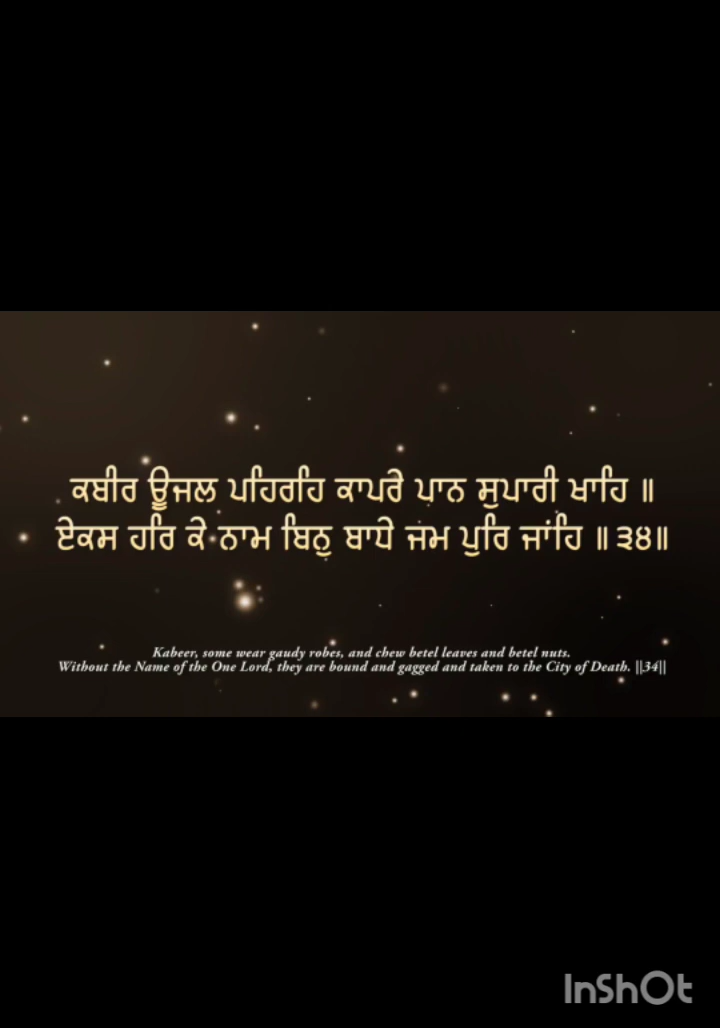 ਕਬੀਰ ਊਜਲ ਪਹਿਰਹਿ ਕਾਪਰੇ ਪਾਨ ਸੁਪਾਰੀ ਖਾਹਿ ॥
ਏਕਸ ਹਰਿ ਕੇ ਨਾਮ ਬਿਨੁ ਬਾਧੇ ਜਮ ਪੁਰਿ ਜਾਂਹਿ ॥੩੪॥
Kabeer, some wear gaudy robes, and chew betel leaves and betel nuts.
Without the Name of the One Lord, they are bound and gagged and taken to the City of Death. ||34||
InShOt